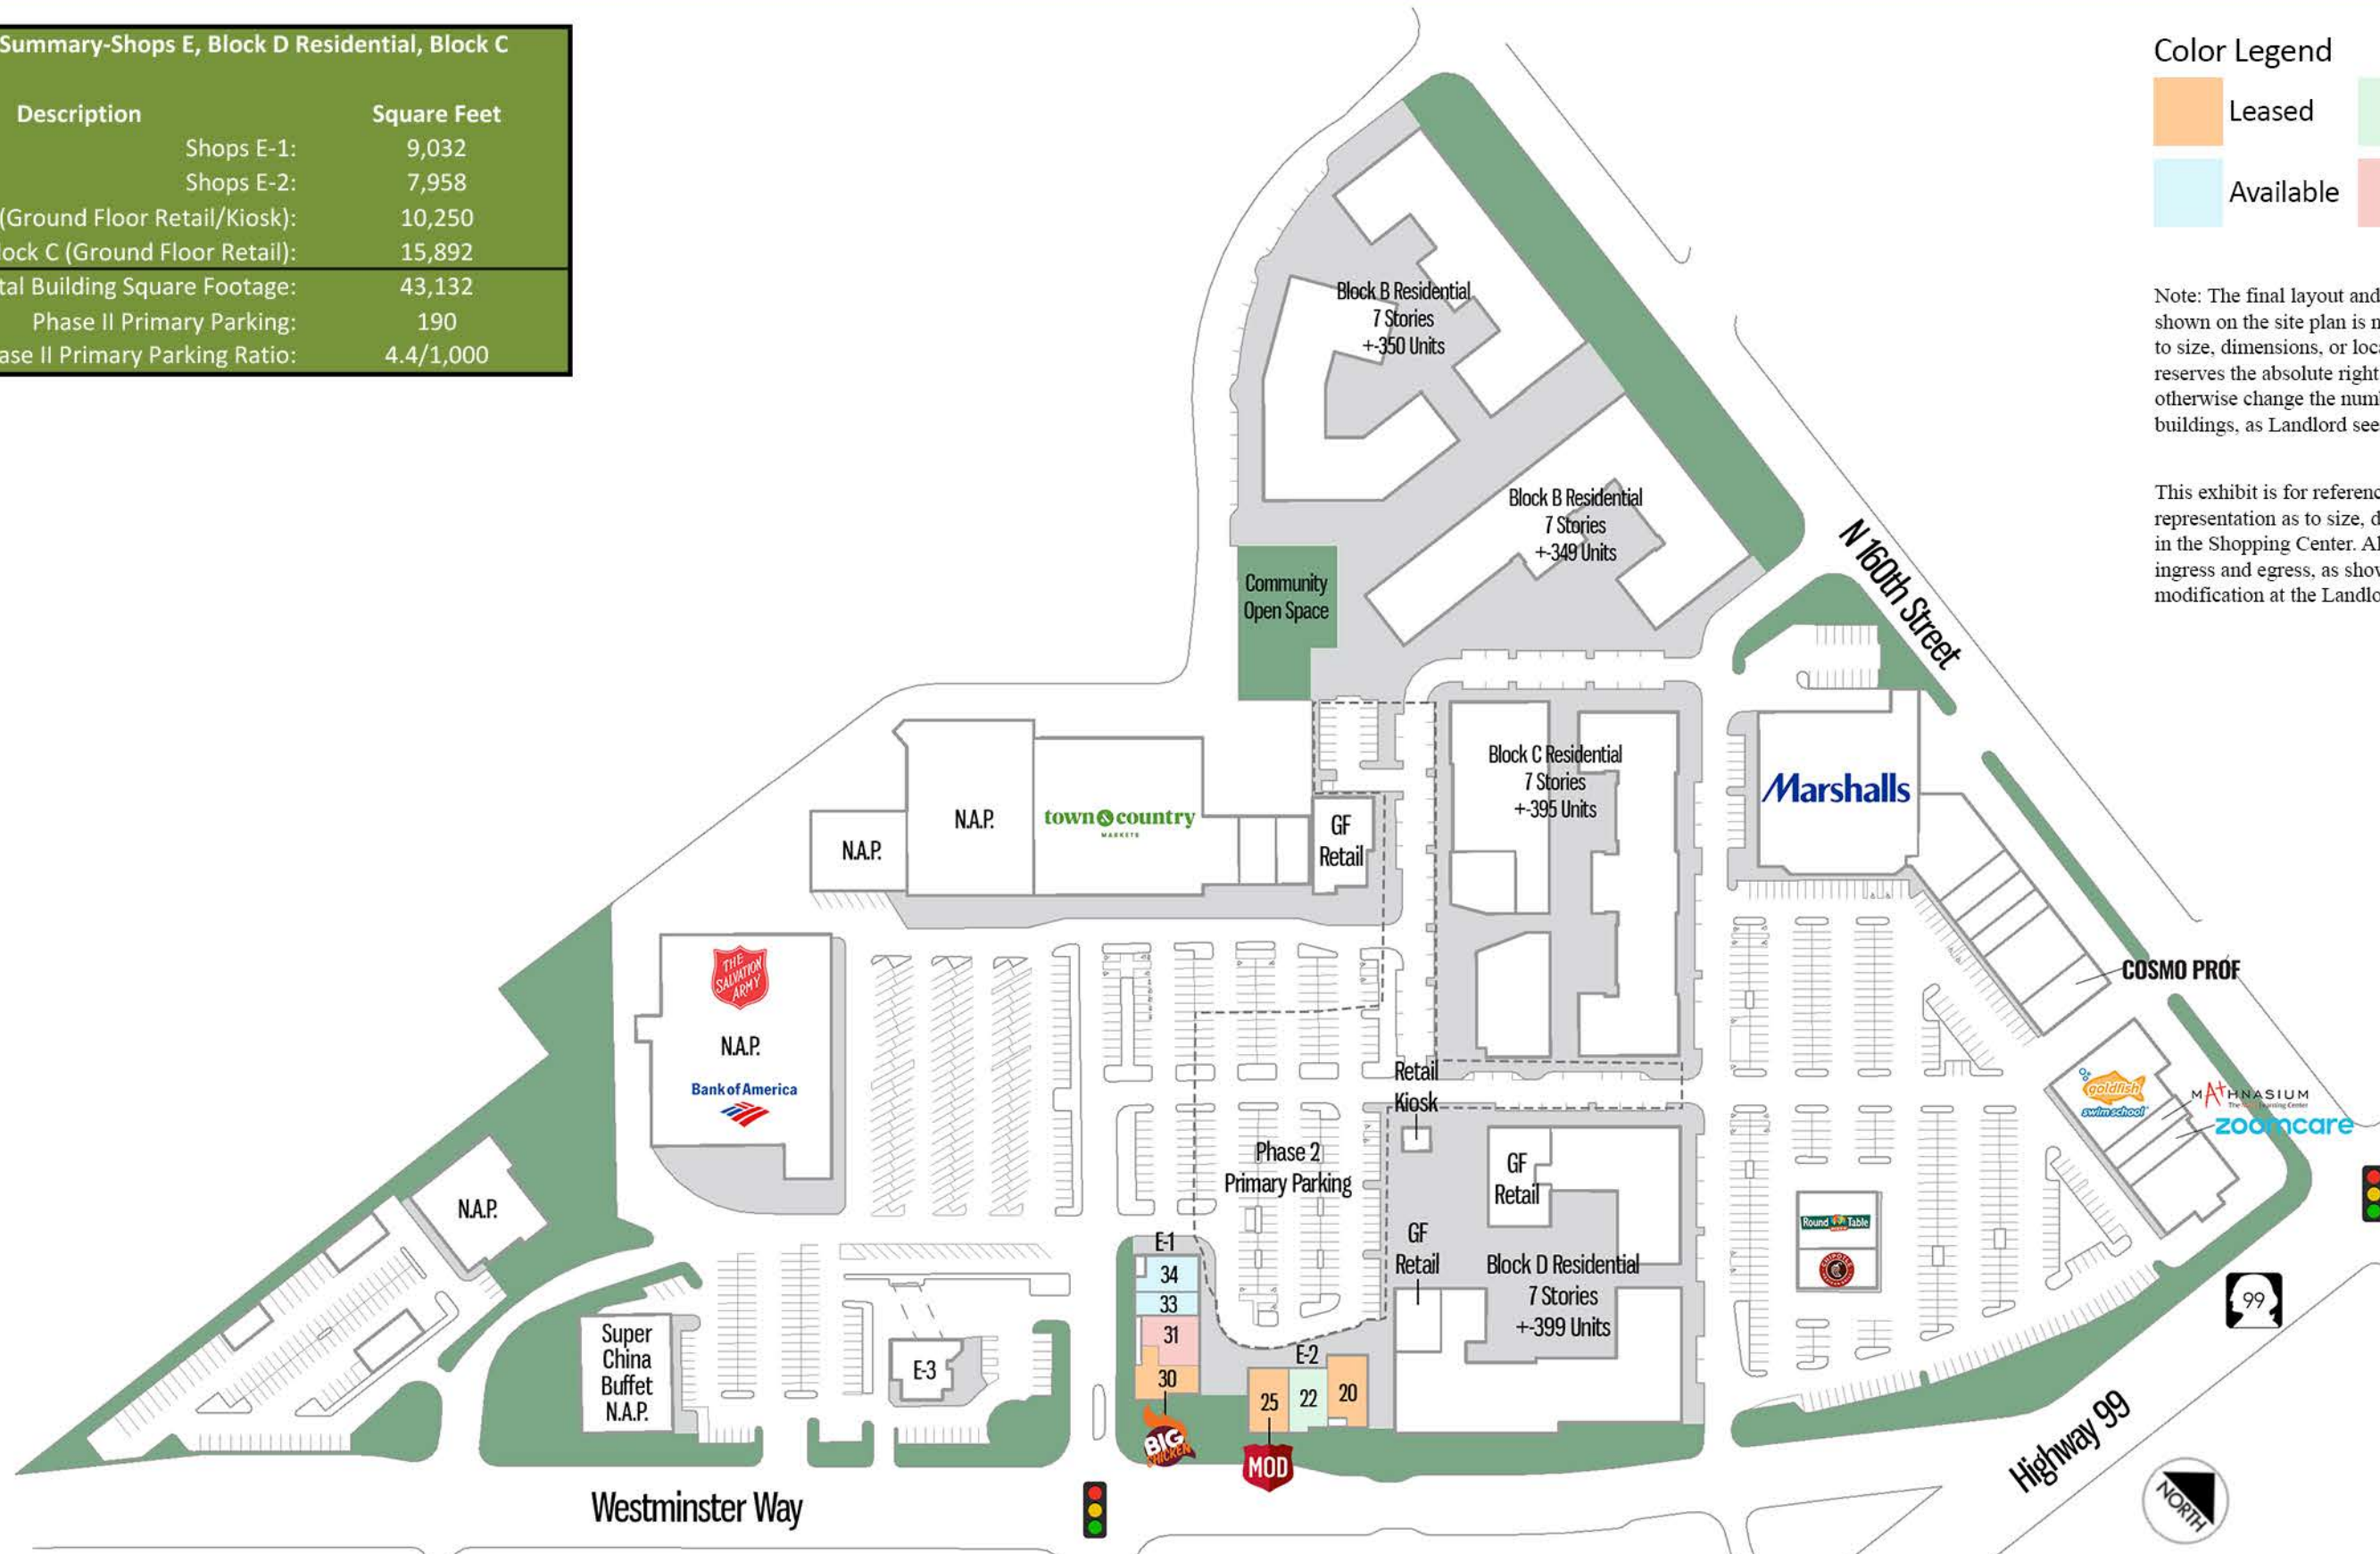 Summary-Shops E, Block D Residential, Block C
Description Square Feet
Shops E-1: 9,032
Shops E-2: 7,958
(Ground Floor Retail/Kiosk): 10,250
lock C (Ground Floor Retail): 15,892
tal Building Square Footage: 43,132
Phase II Primary Parking: 190
ase II Primary Parking Ratio: 4.4/1,000
Color Legend
Leased
Available
Note: The final layout and
shown on the site plan is
to size, dimensions, or
reserves the absolute right
otherwise change the
buildings, as Landlord
This exhibit is for
representation as to size,
in the Shopping Center.
ingress and egress, as
modification at the
Block B Residential
7 Stories
+-350 Units
Block B Residential
7 Stories
+-349 Units
Community
Open Space
N 160th Street
Block C Residential
7 Stories
+-395 Units
Marshalls
N.A.P.
town & country
MARKETS
N.A.P.
GF
Retail
THE
SALVATION
ARMY
N.A.P.
Bank of America
COSMO PROF
Retail
Kiosk
goldfish
swim school
MATHNASIUM
The Learning Center
zoomcare
Phase 2
Primary Parking
GF
Retail
N.A.P.
GF
Retail
Round Table
CHIPOTLE
E-1
34
33
31
30
Block D Residential
7 Stories
+-399 Units
99
Super
China
Buffet
N.A.P.
E-3
E-2
25
22
20
BIG
CHICKEN
MOD
Highway 99
Westminster Way
NORTH